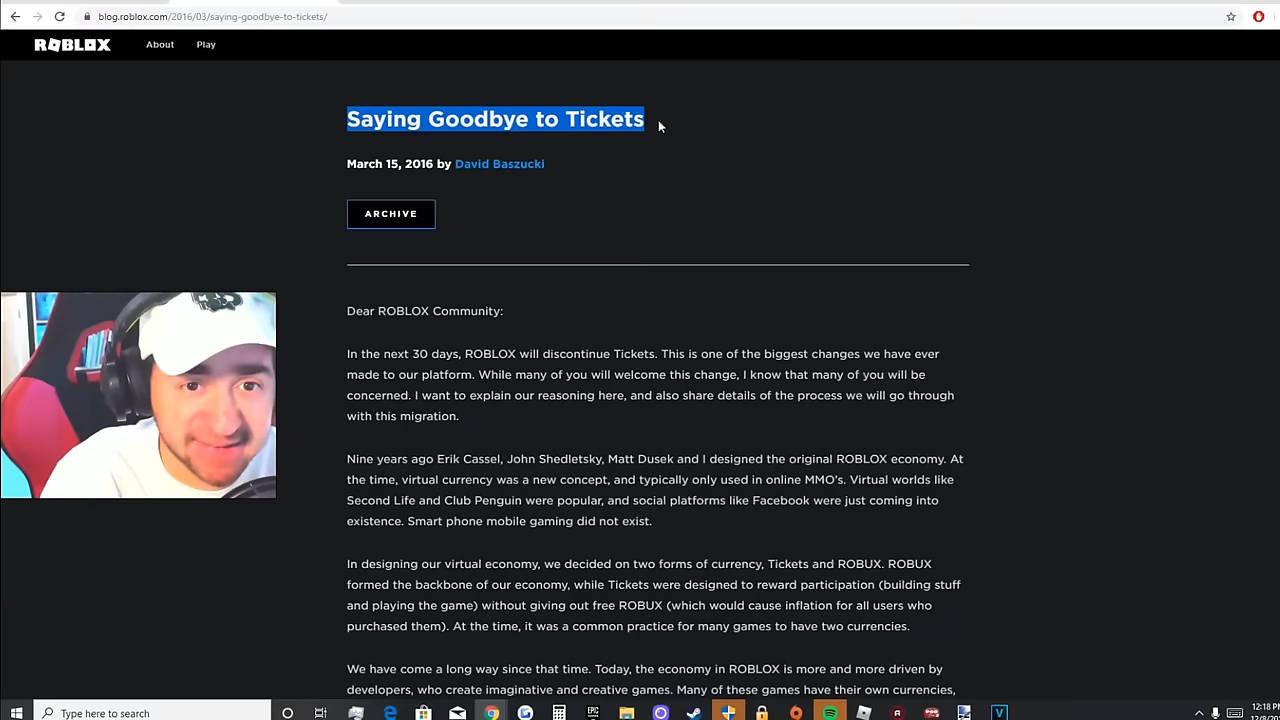 blog.roblox.com/2016/03/saying-goodbye-to-tickets/
ROBLOX About Play
Saying Goodbye to Tickets
March 15, 2016 by David Baszucki
ARCHIVE
Dear ROBLOX Community:
In the next 30 days, ROBLOX will discontinue Tickets. This is one of the biggest changes we have ever
made to our platform. While many of you will welcome this change, I know that many of you will be
concerned. I want to explain our reasoning here, and also share details of the process we will go through
with this migration.
Nine years ago Erik Cassel, John Shedletsky, Matt Dusek and I designed the original ROBLOX economy. At
the time, virtual currency was a new concept, and typically only used in online MMO's. Virtual worlds like
Second Life and Club Penguin were popular, and social platforms like Facebook were just coming into
existence. Smart phone mobile gaming did not exist.
In designing our virtual economy, we decided on two forms of currency, Tickets and ROBUX. ROBUX
formed the backbone of our economy, while Tickets were designed to reward participation (building stuff
and playing the game) without giving out free ROBUX (which would cause inflation for all users who
purchased them). At the time, it was a common practice for many games to have two currencies.
We have come a long way since that time. Today, the economy in ROBLOX is more and more driven by
developers, who create imaginative and creative games. Many of these games have their own currencies,
Type here to search
12:18 PM